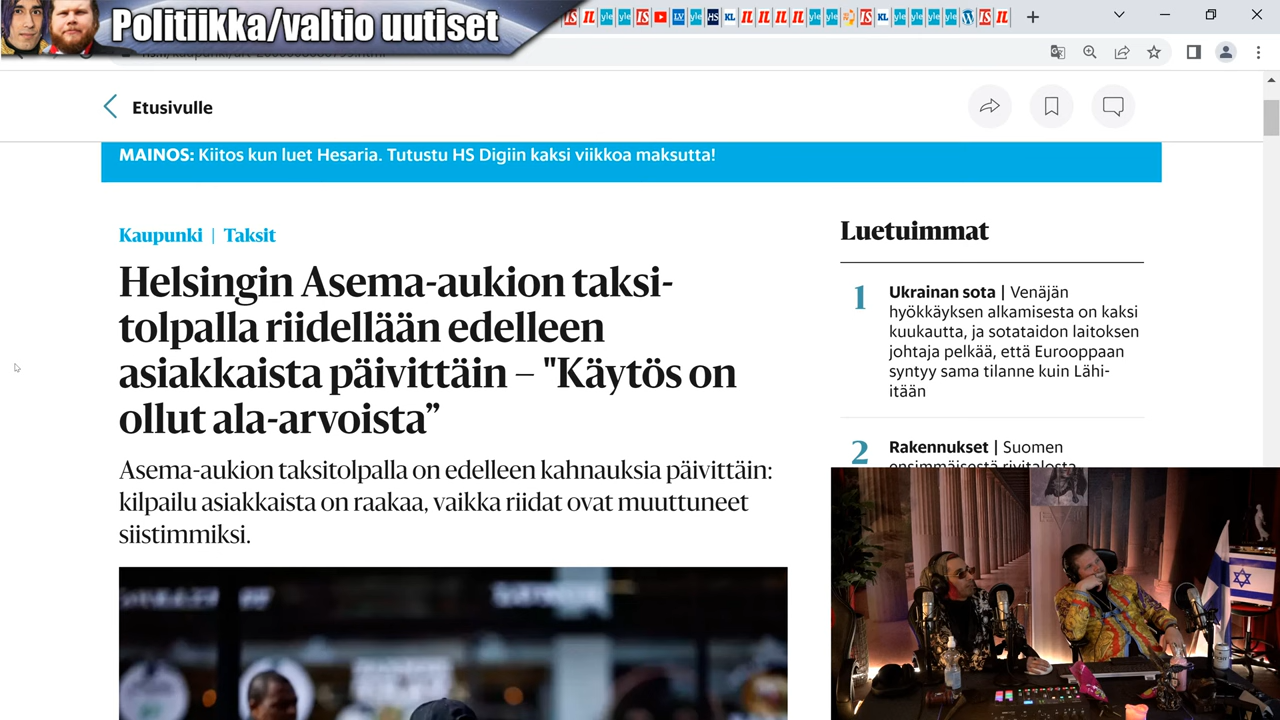 Politiikka/valtio uutiset
Etusivulle
MAINOS: Kiitos kun luet Hesaria. Tutustu HS Digiin kaksi viikkoa maksutta!
Kaupunki | Taksit
Helsingin Asema-aukion taksi-
tolpalla riidellään edelleen
asiakkaista päivittäin – "Käytös on
ollut ala-arvoista”
Asema-aukion taksitolpalla on edelleen kahnauksia päivittäin:
kilpailu asiakkaista on raakaa, vaikka riidat ovat muuttuneet
siistimmiksi.
Luetuimmat
1
Ukrainan sota | Venäjän
hyökkäyksen alkamisesta on kaksi
kuukautta, ja sotataidon laitoksen
johtaja pelkää, että Eurooppaan
syntyy sama tilanne kuin Lähi-
itään
2
Rakennukset | Suomen
ensimmäisestä rivitalosta